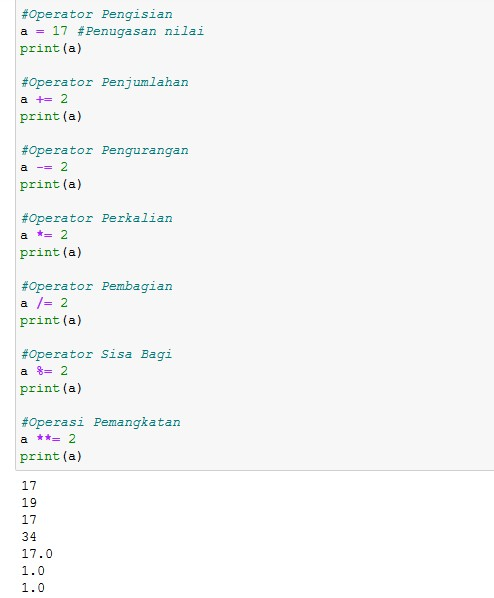 #Operator Pengisian
a = 17 #Penugasan nilai
print(a)
#Operator Penjumlahan
a += 2
print(a)
#Operator Pengurangan
a -= 2
print(a)
#Operator Perkalian
a *= 2
print(a)
#Operator Pembagian
a /= 2
print(a)
#Operator Sisa Bagi
a %= 2
print(a)
#Operasi Pemangkatan
a **= 2
print(a)
17
19
17
34
17.0
1.0
1.0